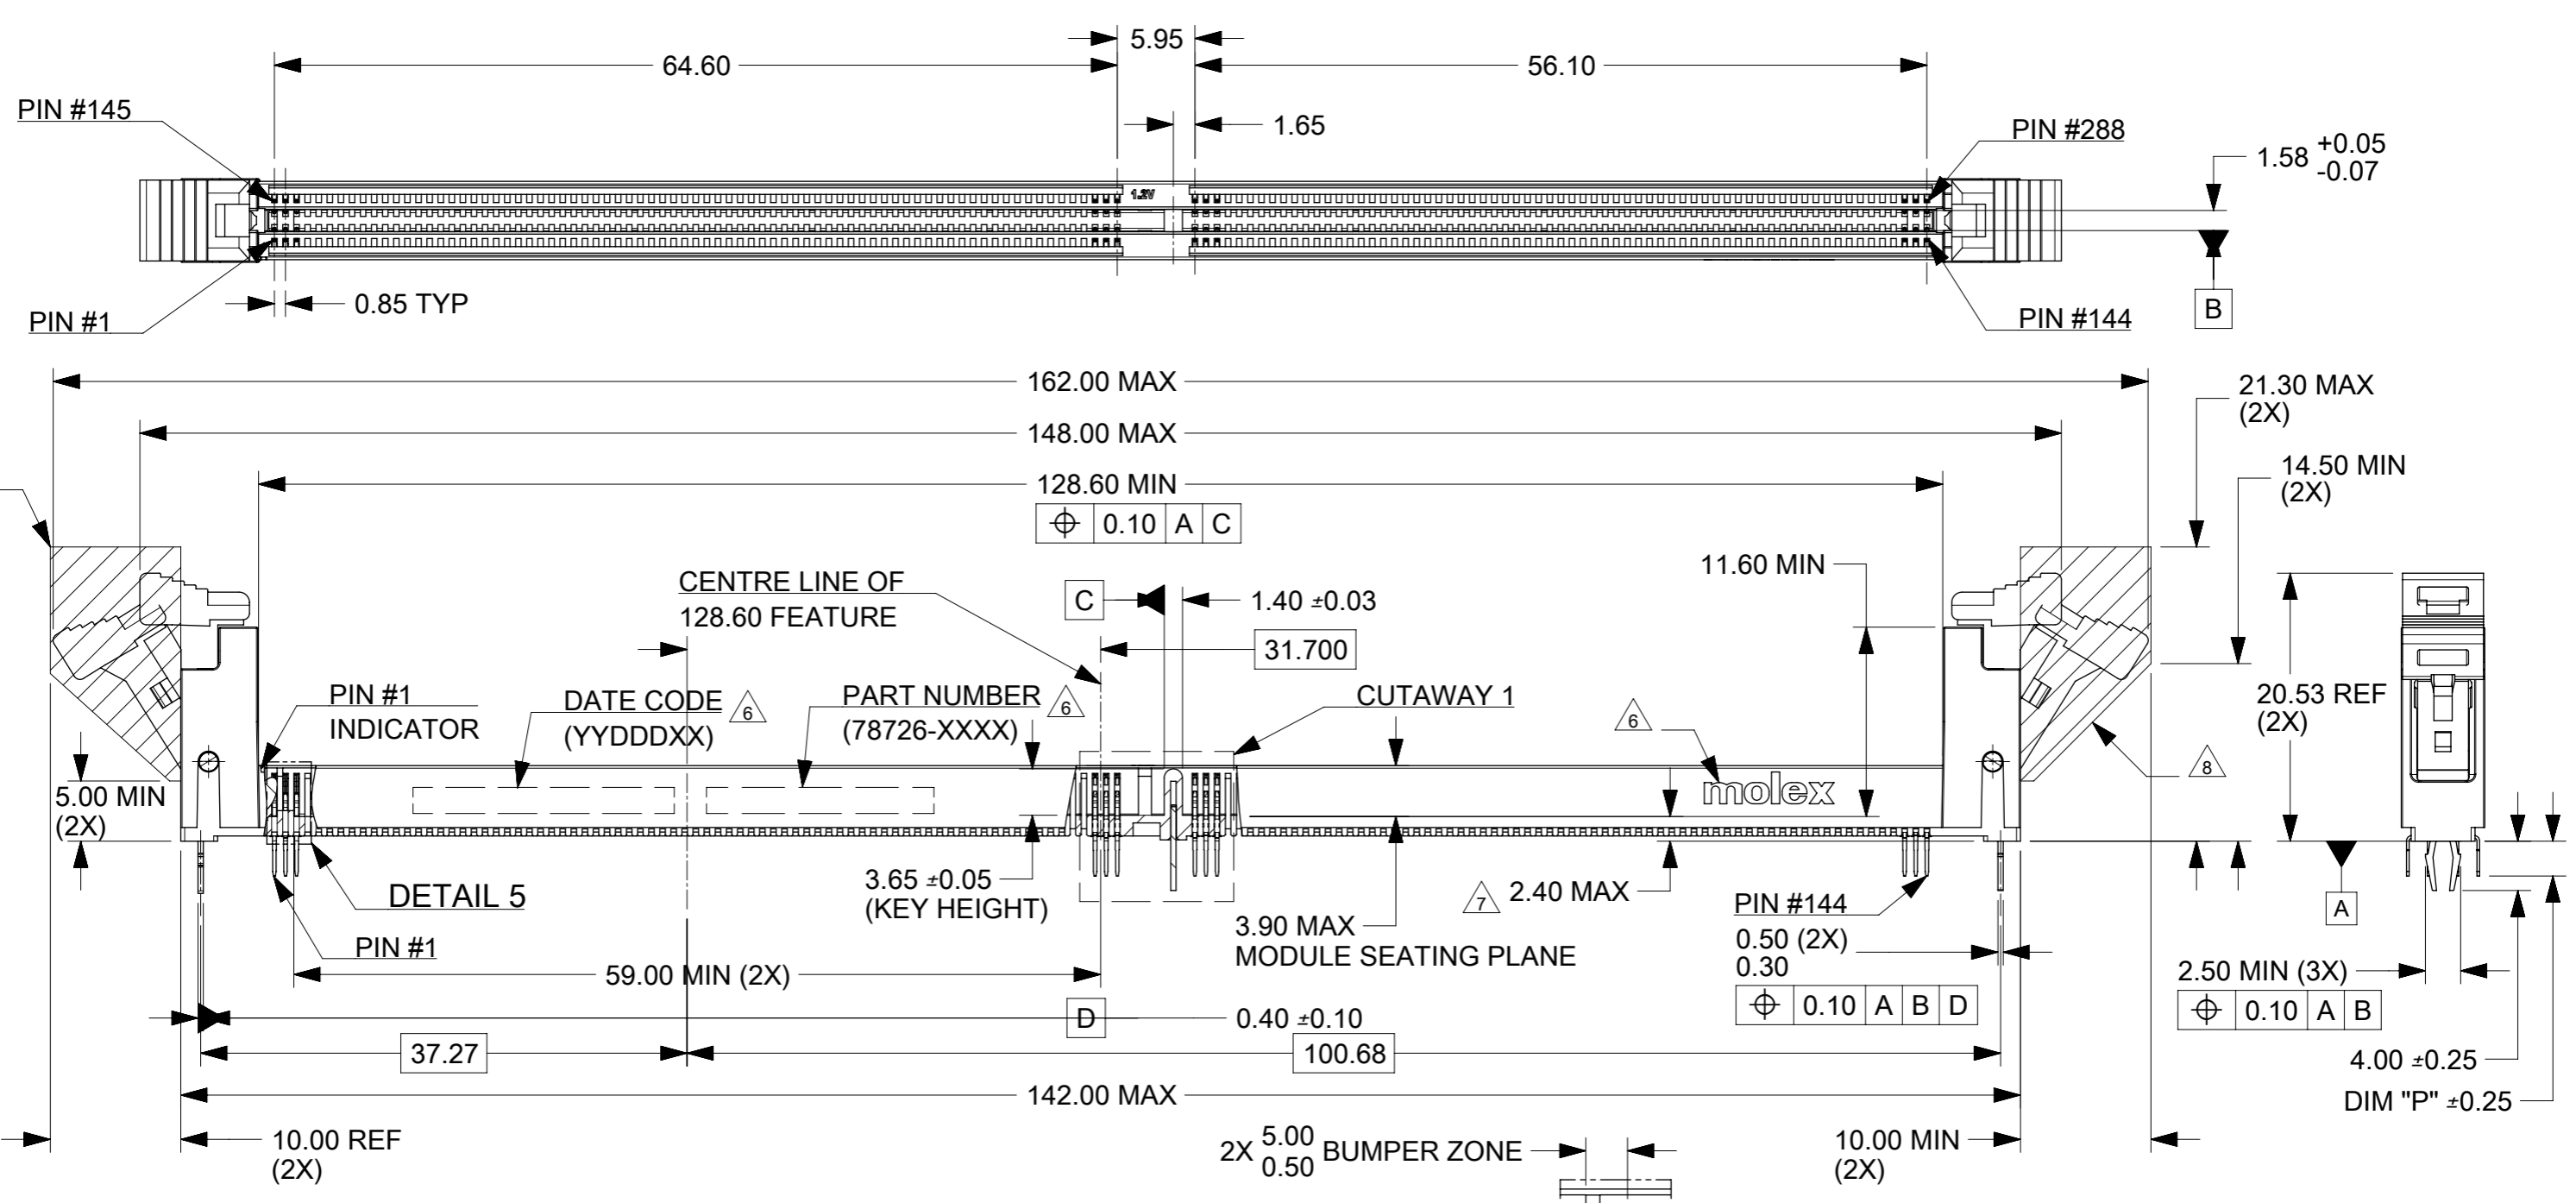 5.95
64.60
56.10
PIN #145
1.65
PIN #288
1.58 +0.05
-0.07
1.2V
0.85 TYP
PIN #1
PIN #144
B
162.00 MAX
21.30 MAX
(2X)
148.00 MAX
14.50 MIN
(2X)
128.60 MIN
⌖ 0.10 A C
11.60 MIN
CENTRE LINE OF
128.60 FEATURE
C
1.40 ±0.03
31.700
PIN #1
INDICATOR
DATE CODE 6
(YYDDDXX)
PART NUMBER 6
(78726-XXXX)
CUTAWAY 1
6
20.53 REF
(2X)
8
molex
5.00 MIN
(2X)
DETAIL 5
3.65 ±0.05
(KEY HEIGHT)
7 2.40 MAX
PIN #144
A
PIN #1
3.90 MAX
MODULE SEATING PLANE
0.50 (2X)
0.30
⌖ 0.10 A B D
59.00 MIN (2X)
2.50 MIN (3X)
⌖ 0.10 A B
D
0.40 ±0.10
37.27
100.68
4.00 ±0.25
142.00 MAX
DIM "P" ±0.25
10.00 REF
(2X)
2X 5.00 BUMPER ZONE
0.50
10.00 MIN
(2X)